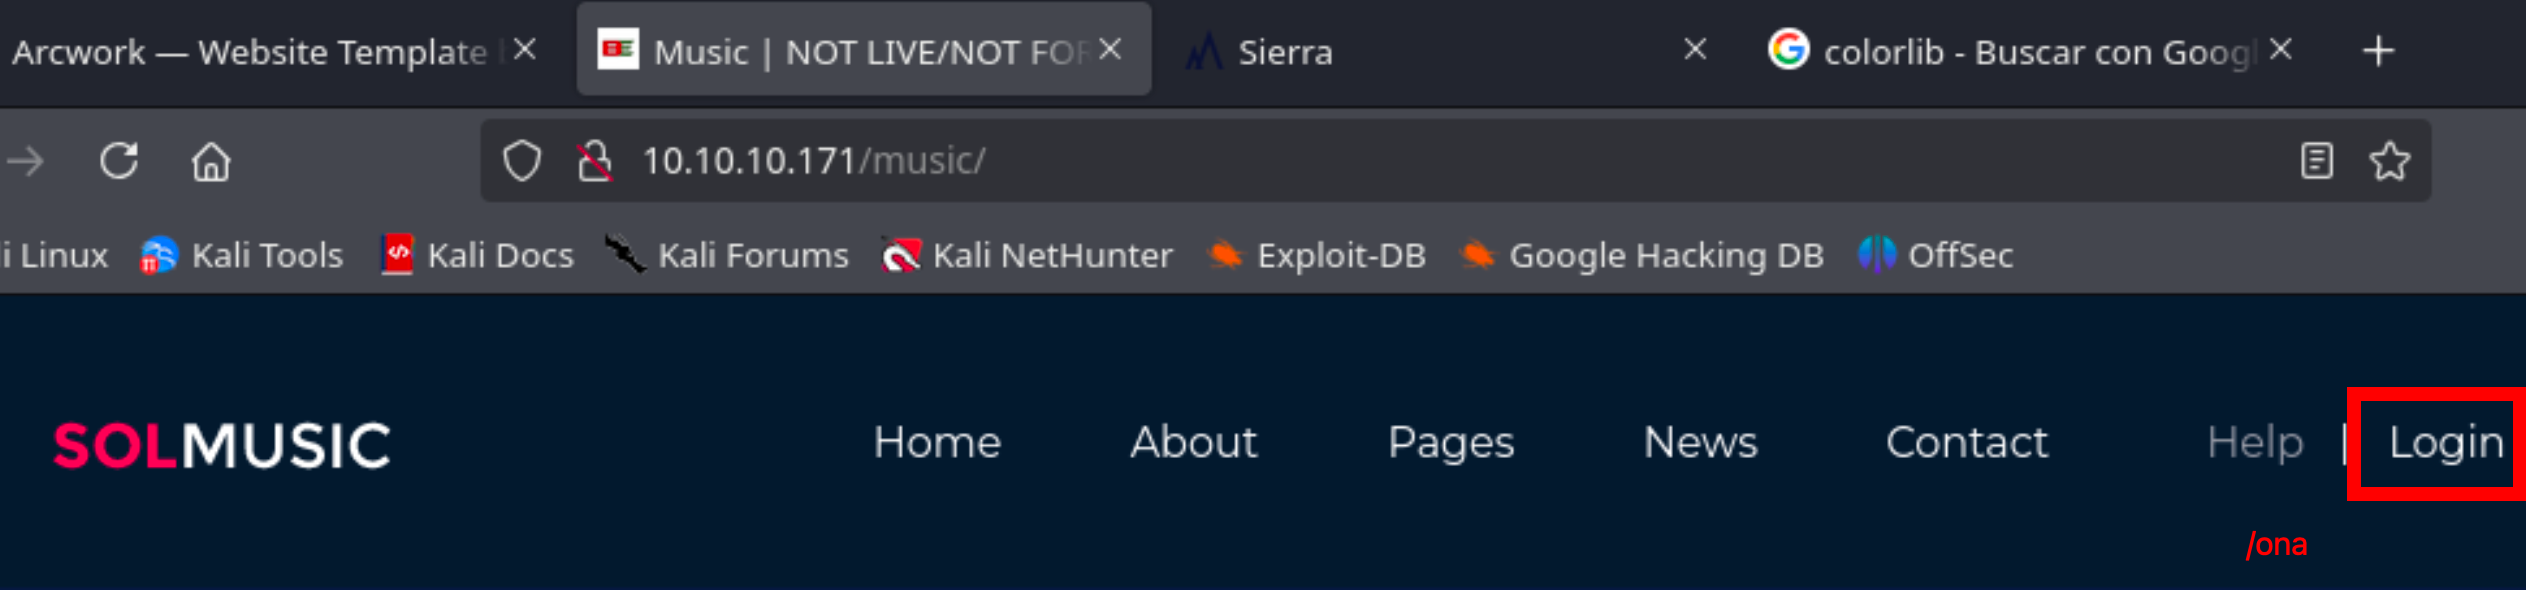 Arcwork — Website Template
Music | NOT LIVE/NOT FOR
Sierra
colorlib - Buscar con Googl
10.10.10.171/music/
li Linux
Kali Tools
Kali Docs
Kali Forums
Kali NetHunter
Exploit-DB
Google Hacking DB
OffSec
SOLMUSIC
Home
About
Pages
News
Contact
Help | Login
/ona